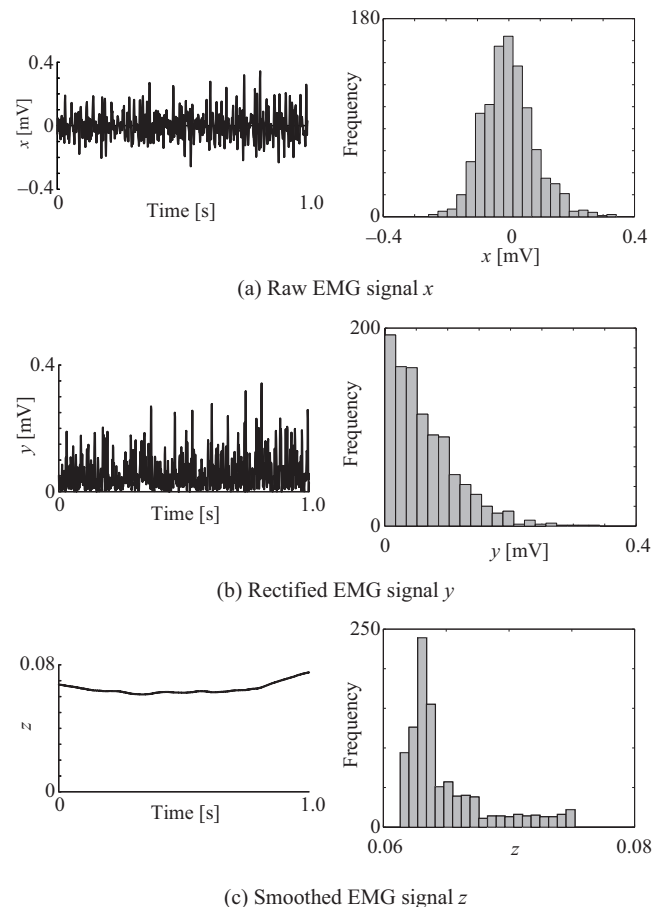 0.4
x [mV]
0
−0.4
0
1.0
Time [s]
180
Frequency
0
−0.4
0
0.4
x [mV]
(a) Raw EMG signal x
0.4
y [mV]
0
0
1.0
Time [s]
200
Frequency
0
0
0.4
y [mV]
(b) Rectified EMG signal y
0.08
z
0
0
1.0
Time [s]
250
Frequency
0
0.06
0.08
z
(c) Smoothed EMG signal z